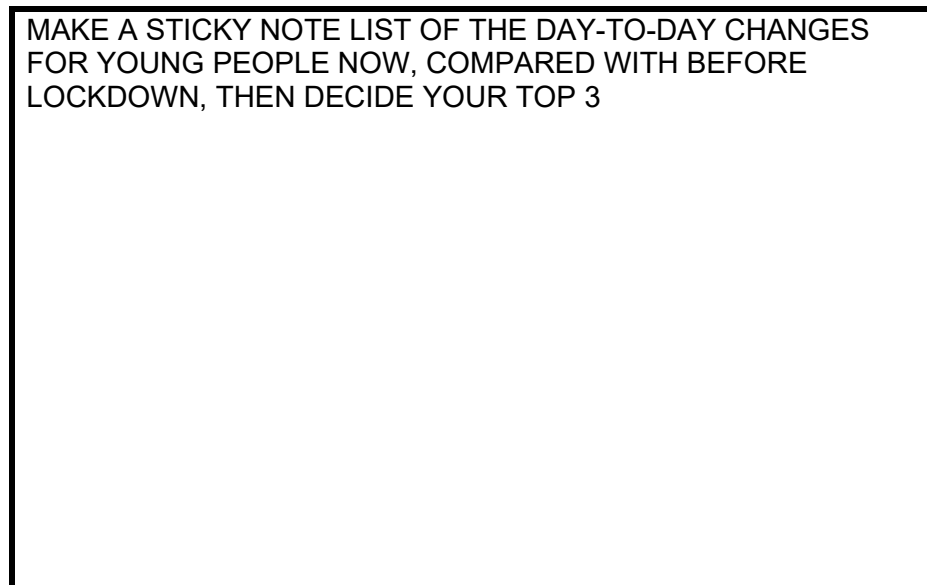 MAKE A STICKY NOTE LIST OF THE DAY-TO-DAY CHANGES
FOR YOUNG PEOPLE NOW, COMPARED WITH BEFORE
LOCKDOWN, THEN DECIDE YOUR TOP 3